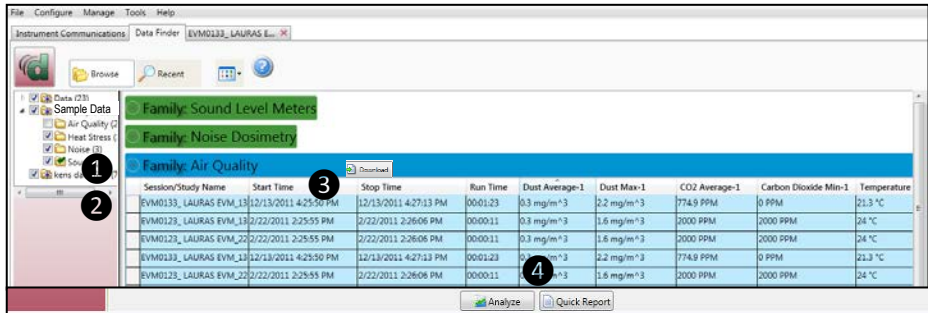 File Configure Manage Tools Help
Instrument Communications Data Finder EVM0133_ LAURAS E...
Browse Recent
Data (23)
Sample Data
Air Quality (2
Heat Stress (
Noise (3)
Sou
kens da
1
2
Family: Sound Level Meters
Family: Noise Dosimetry
Family: Air Quality
Download
3
Session/Study Name Start Time Stop Time Run Time Dust Average-1 Dust Max-1 CO2 Average-1 Carbon Dioxide Min-1 Temperature
EVM0133_ LAURAS EVM_13 12/13/2011 4:25:50 PM 12/13/2011 4:27:13 PM 00:01:23 0.3 mg/m^3 2.2 mg/m^3 774.9 PPM 0 PPM 21.3 °C
EVM0123_ LAURAS EVM_13 2/22/2011 2:25:55 PM 2/22/2011 2:26:06 PM 00:00:11 0.3 mg/m^3 1.6 mg/m^3 2000 PPM 2000 PPM 24 °C
EVM0123_ LAURAS EVM_22 2/22/2011 2:25:55 PM 2/22/2011 2:26:06 PM 00:00:11 0.3 mg/m^3 1.6 mg/m^3 2000 PPM 2000 PPM 24 °C
EVM0133_ LAURAS EVM_13 12/13/2011 4:25:50 PM 12/13/2011 4:27:13 PM 00:01:23 mg/m^3 2.2 mg/m^3 774.9 PPM 0 PPM 21.3 °C
EVM0123_ LAURAS EVM_22 2/22/2011 2:25:55 PM 2/22/2011 2:26:06 PM 00:00:11 1.6 mg/m^3 2000 PPM 2000 PPM 24 °C
4
Analyze Quick Report